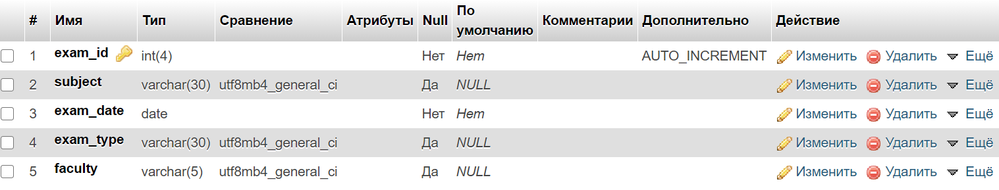 # Имя Тип Сравнение Атрибуты Null По умолчанию Комментарии Дополнительно Действие
1 exam_id int(4) Нет Нет AUTO_INCREMENT Изменить Удалить Ещё
2 subject varchar(30) utf8mb4_general_ci Да NULL Изменить Удалить Ещё
3 exam_date date Нет Нет Изменить Удалить Ещё
4 exam_type varchar(30) utf8mb4_general_ci Да NULL Изменить Удалить Ещё
5 faculty varchar(5) utf8mb4_general_ci Да NULL Изменить Удалить Ещё